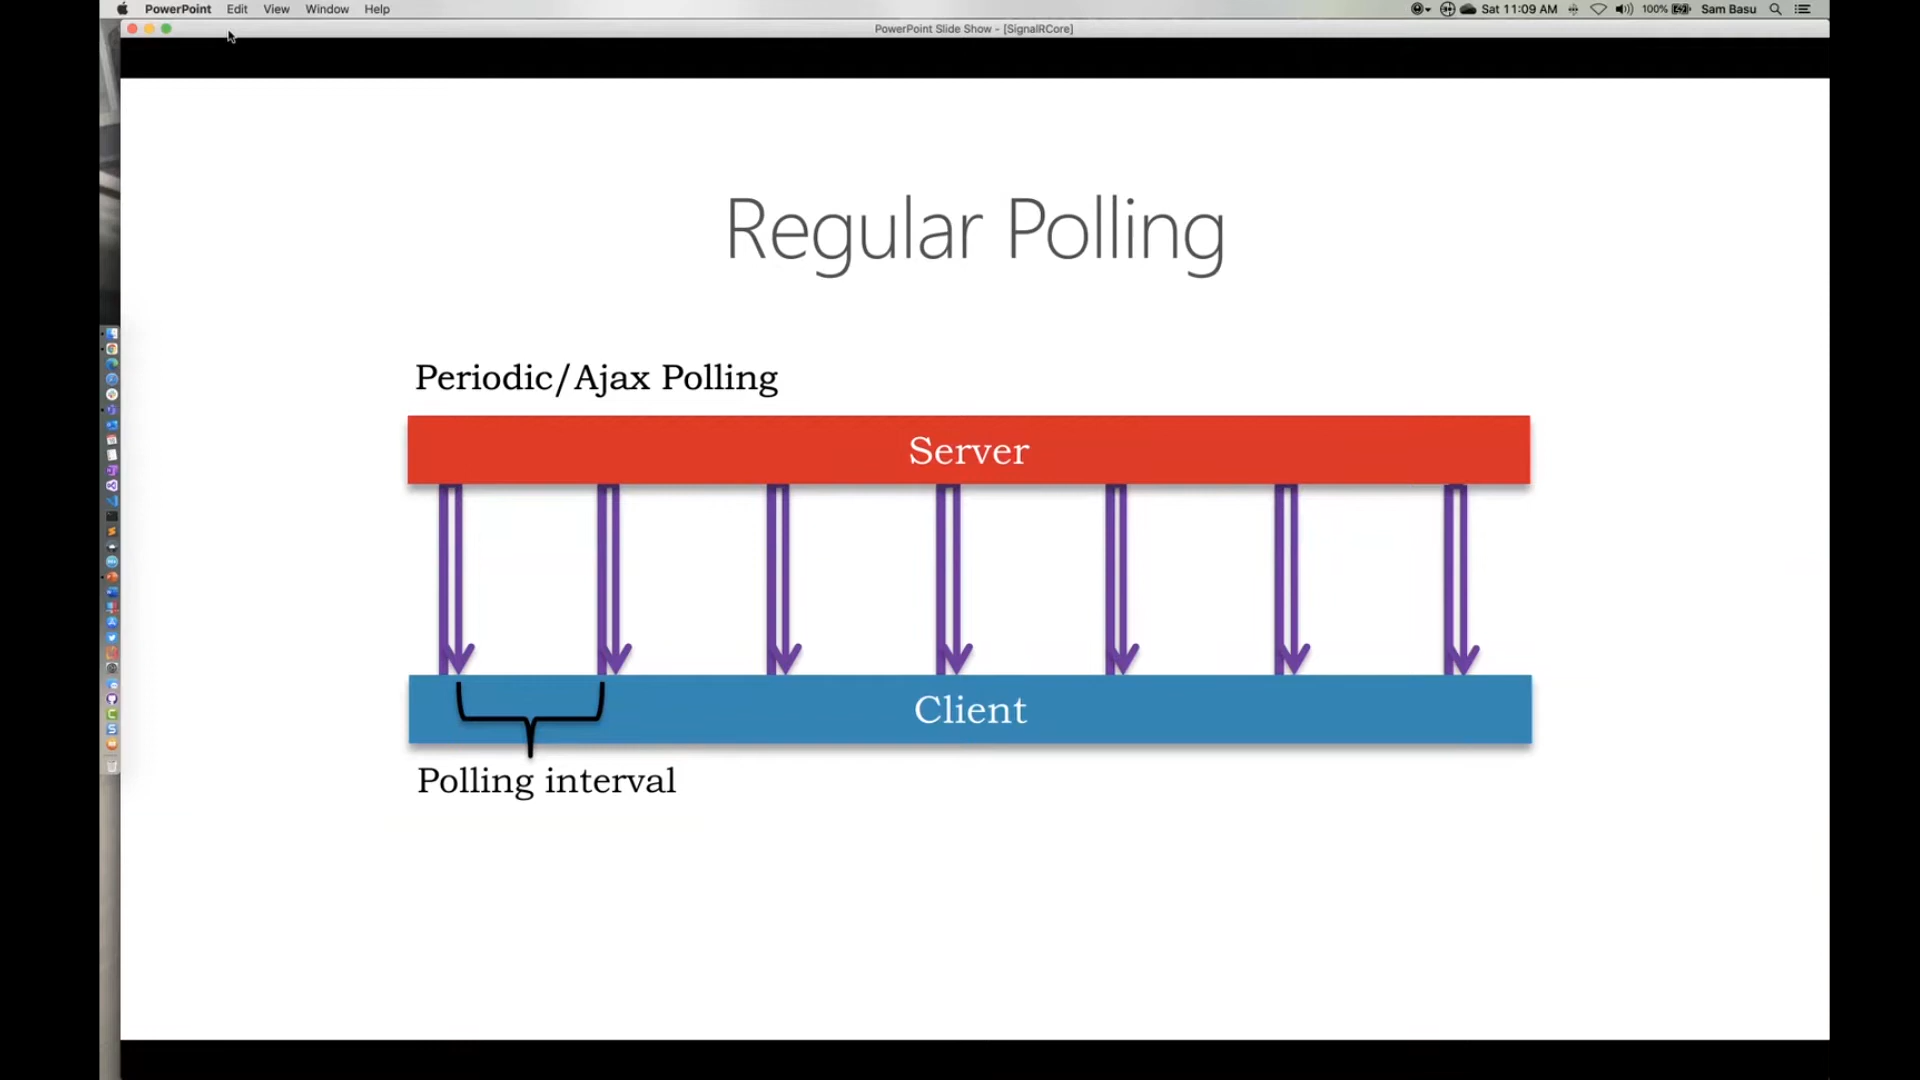 PowerPoint Edit View Window Help
100% Sat 11:09 AM Sam Basu
PowerPoint Slide Show - [SignalRCore]
Regular Polling
Periodic/Ajax Polling
Server
Client
Polling interval